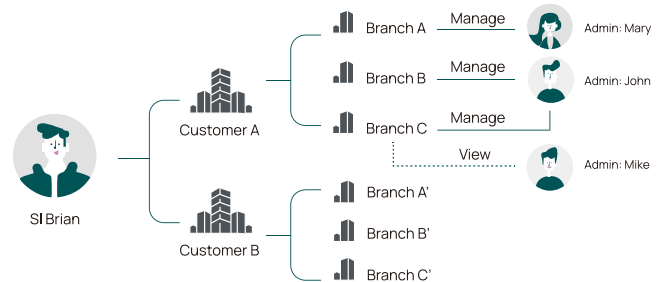 Branch A
Manage
Admin: Mary
Branch B
Manage
Admin: John
Customer A
Branch C
Manage
View
Admin: Mike
SI Brian
Branch A'
Customer B
Branch B'
Branch C'